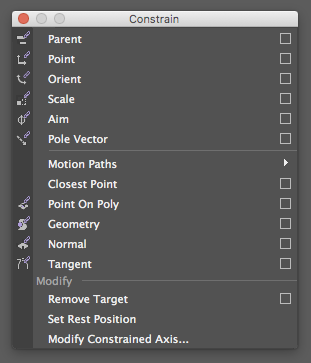 Constrain
Parent
Point
Orient
Scale
Aim
Pole Vector
Motion Paths
Closest Point
Point On Poly
Geometry
Normal
Tangent
Modify
Remove Target
Set Rest Position
Modify Constrained Axis...